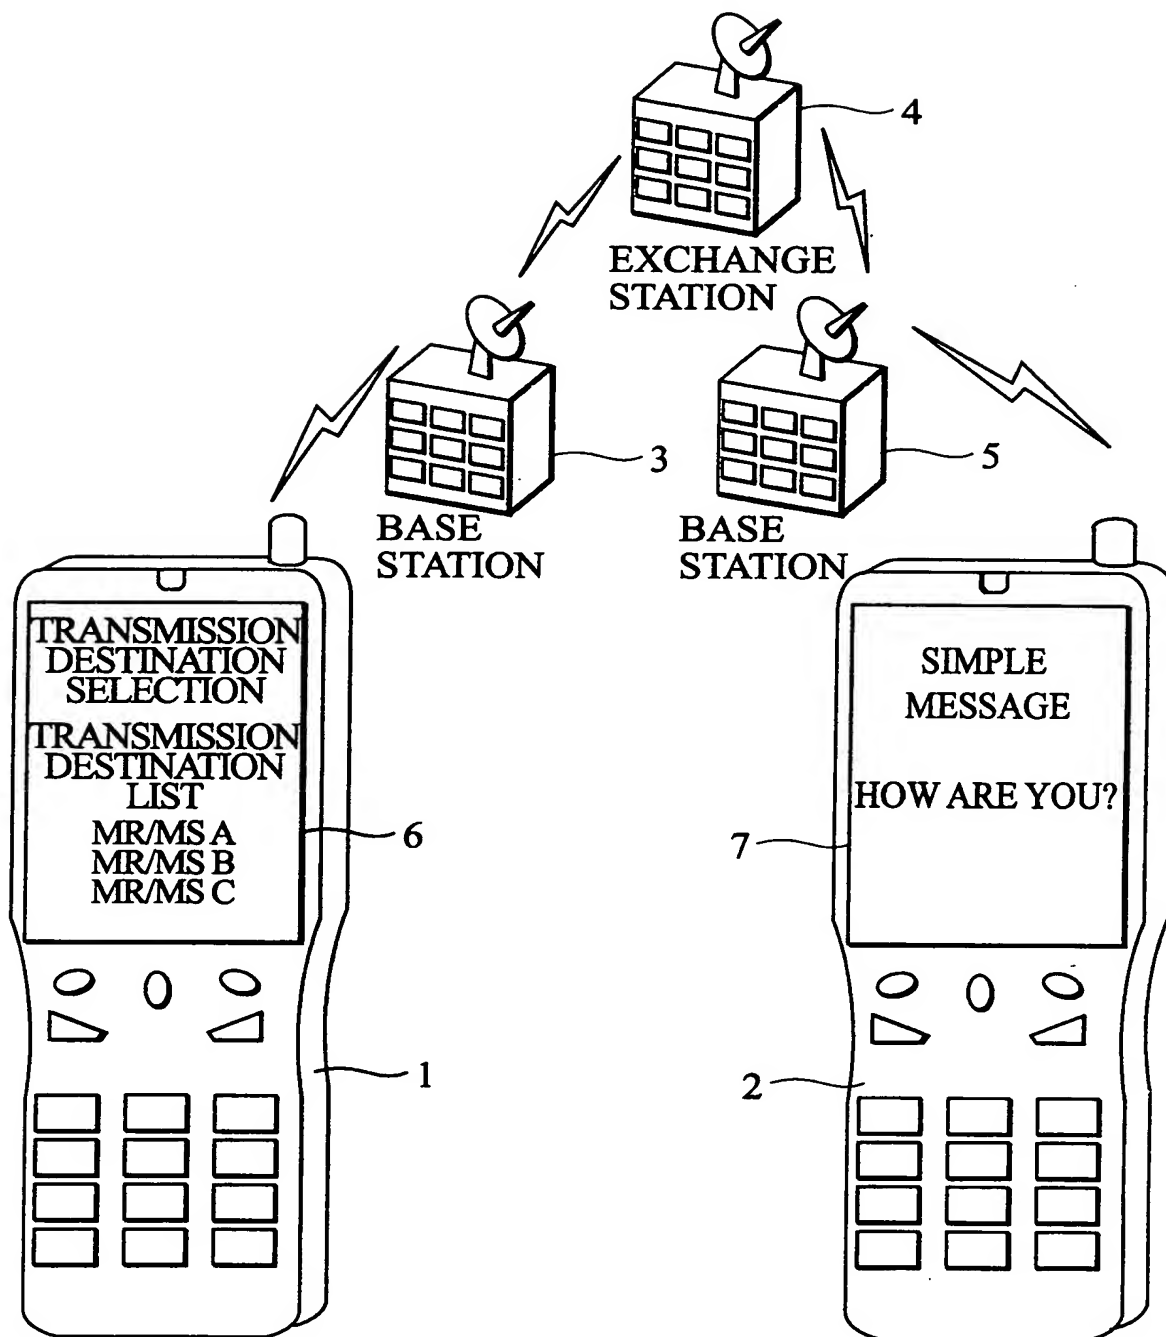 4
EXCHANGE
STATION
3
5
BASE
STATION
BASE
STATION
TRANSMISSION
DESTINATION
SELECTION
TRANSMISSION
DESTINATION
LIST
MR/MS A
MR/MS B
MR/MS C
6
1
SIMPLE
MESSAGE
HOW ARE YOU?
7
2